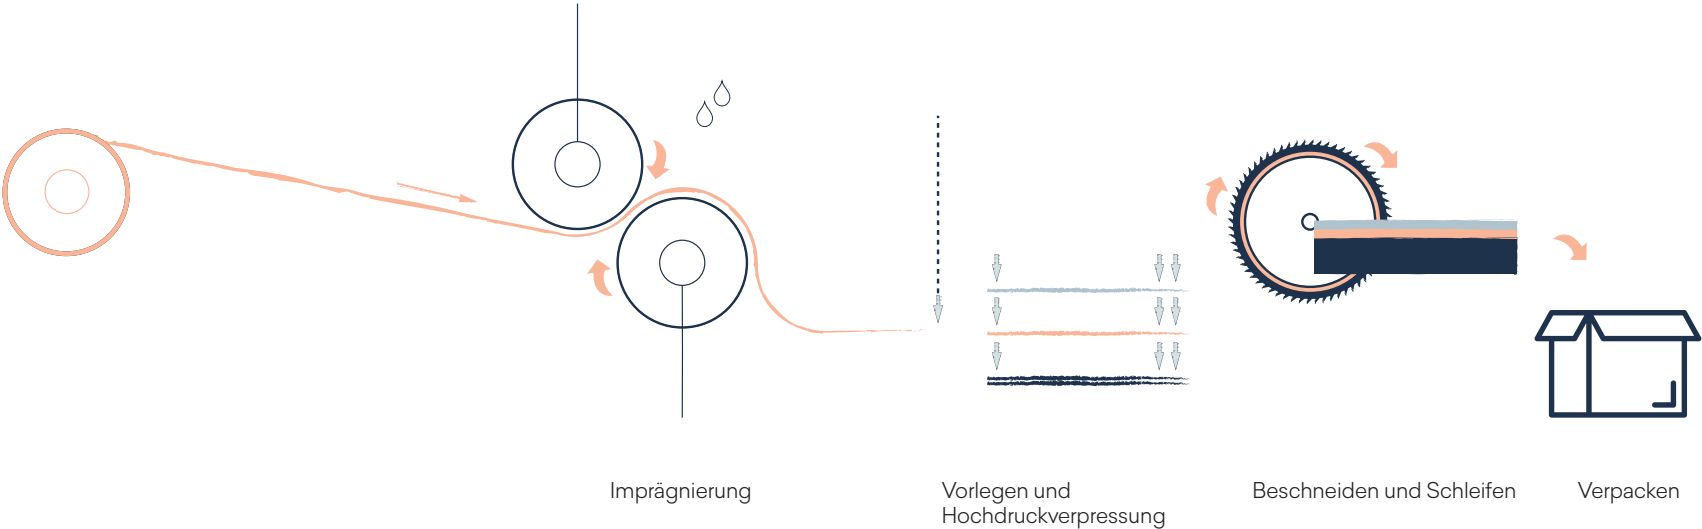 Imprägnierung
Vorlegen und
Hochdruckverpressung
Beschneiden und Schleifen
Verpacken